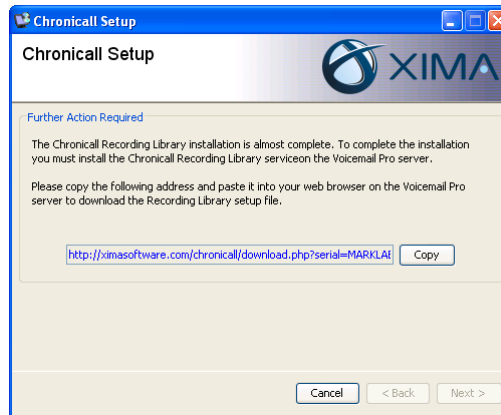 Chronicall Setup
Chronicall Setup
XIMA
Further Action Required
The Chronicall Recording Library installation is almost complete. To complete the installation
you must install the Chronicall Recording Library serviceon the Voicemail Pro server.
Please copy the following address and paste it into your web browser on the Voicemail Pro
server to download the Recording Library setup file.
http://ximasoftware.com/chronicall/download.php?serial=MARKLAE
Copy
Cancel
< Back
Next >